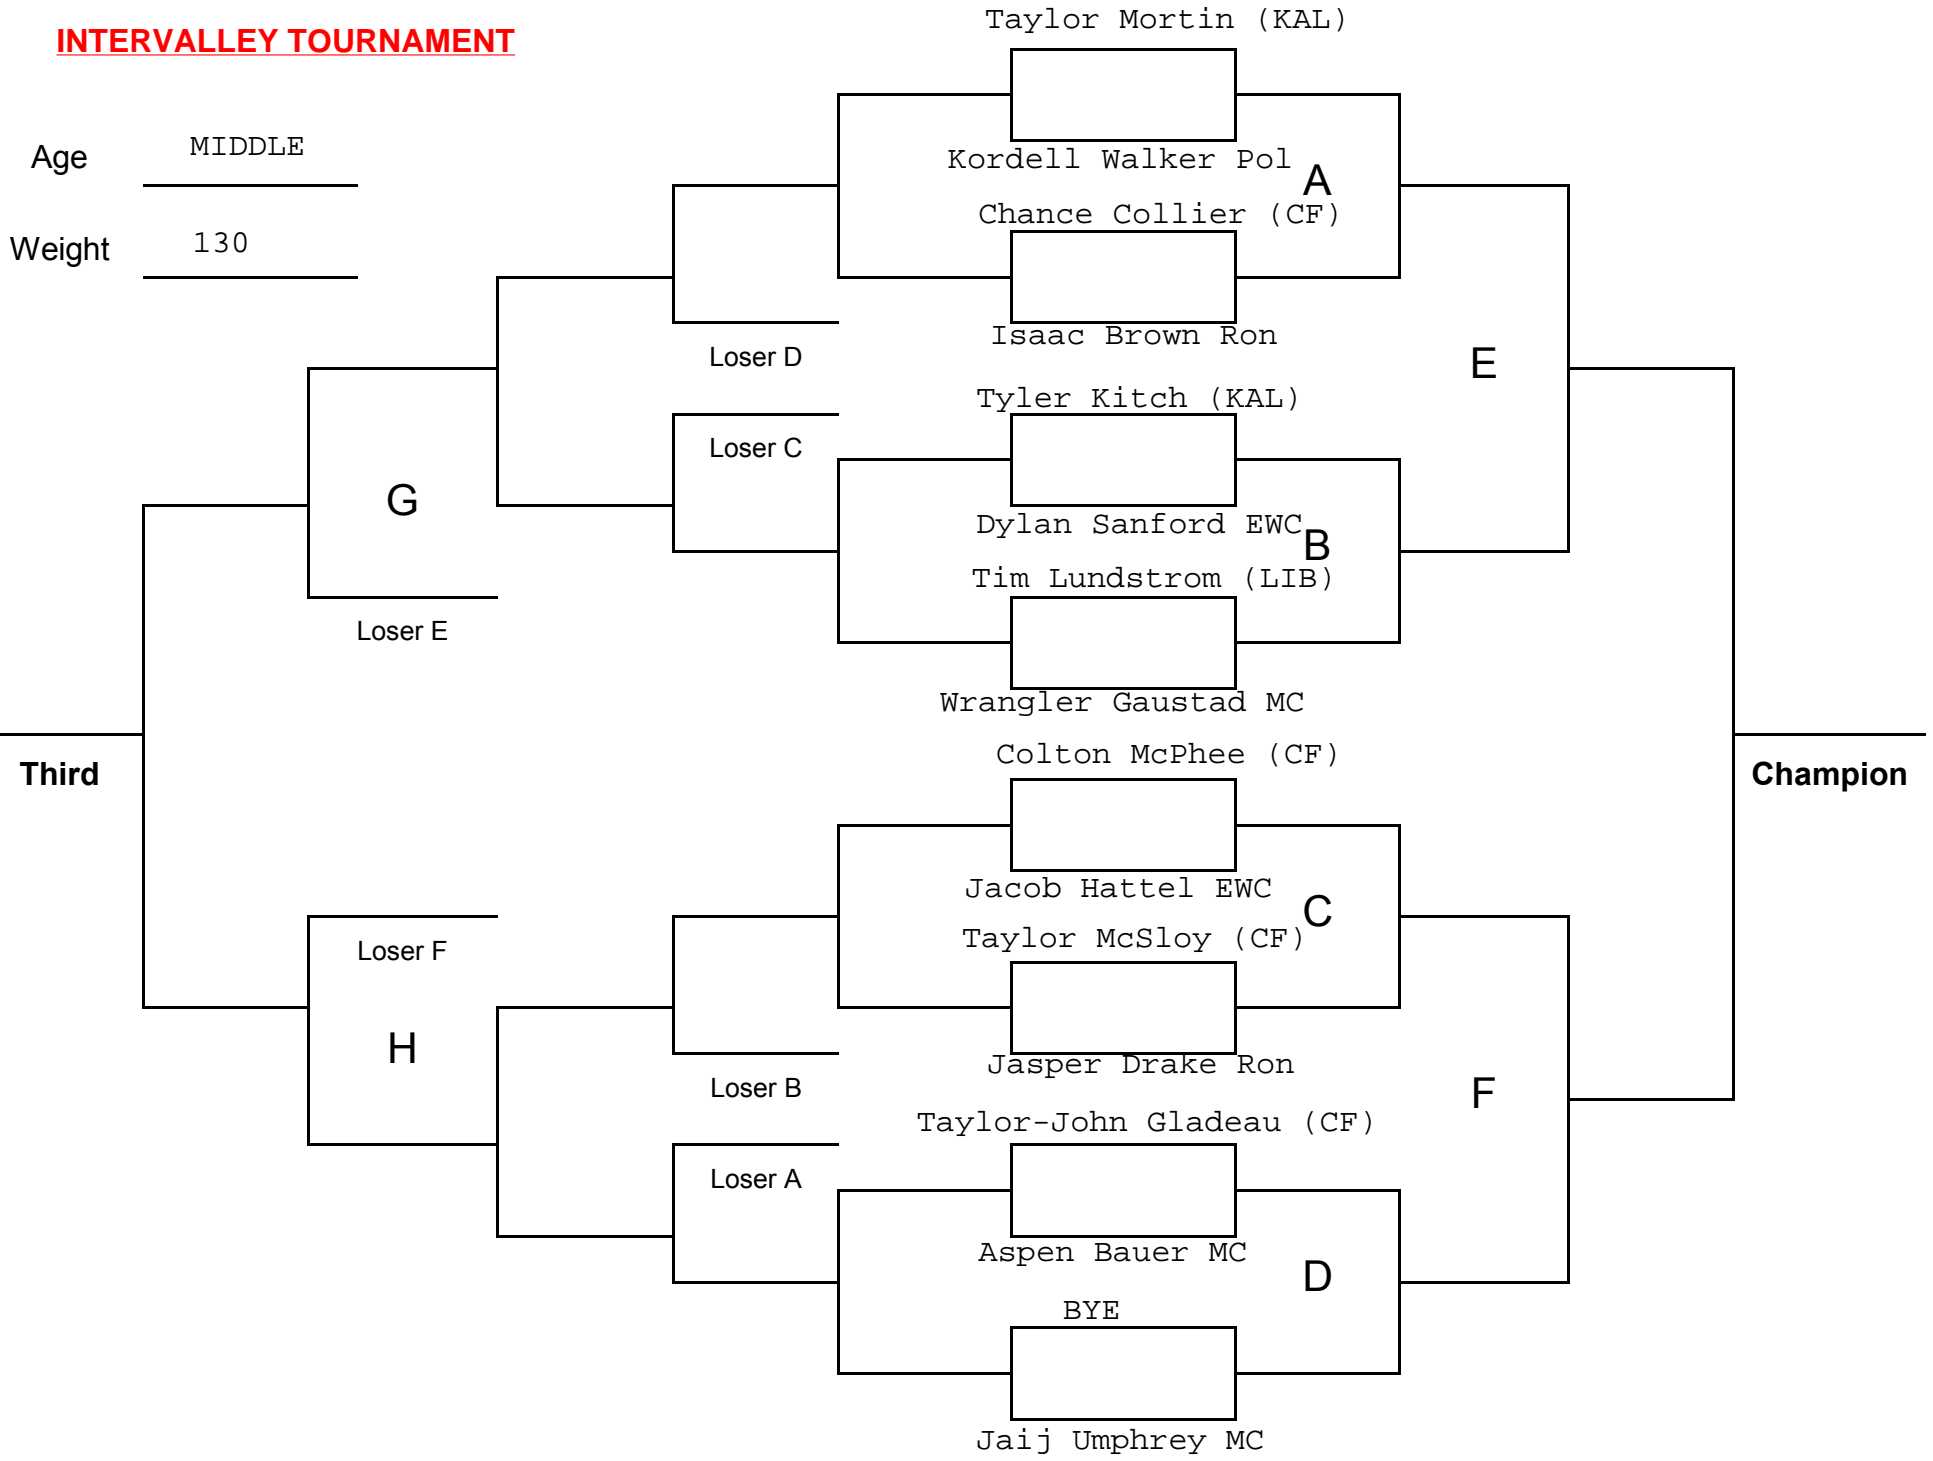 Taylor Mortin (KAL)
INTERVALLEY TOURNAMENT
Age MIDDLE
Kordell Walker Pol
A
Chance Collier (CF)
Weight 130
Isaac Brown Ron
Loser D
E
Tyler Kitch (KAL)
Loser C
G
Dylan Sanford EWC
B
Tim Lundstrom (LIB)
Loser E
Wrangler Gaustad MC
Colton McPhee (CF)
Third
Champion
Jacob Hattel EWC
C
Taylor McSloy (CF)
Loser F
H
Jasper Drake Ron
Loser B
F
Taylor-John Gladeau (CF)
Loser A
Aspen Bauer MC
D
BYE
Jaij Umphrey MC